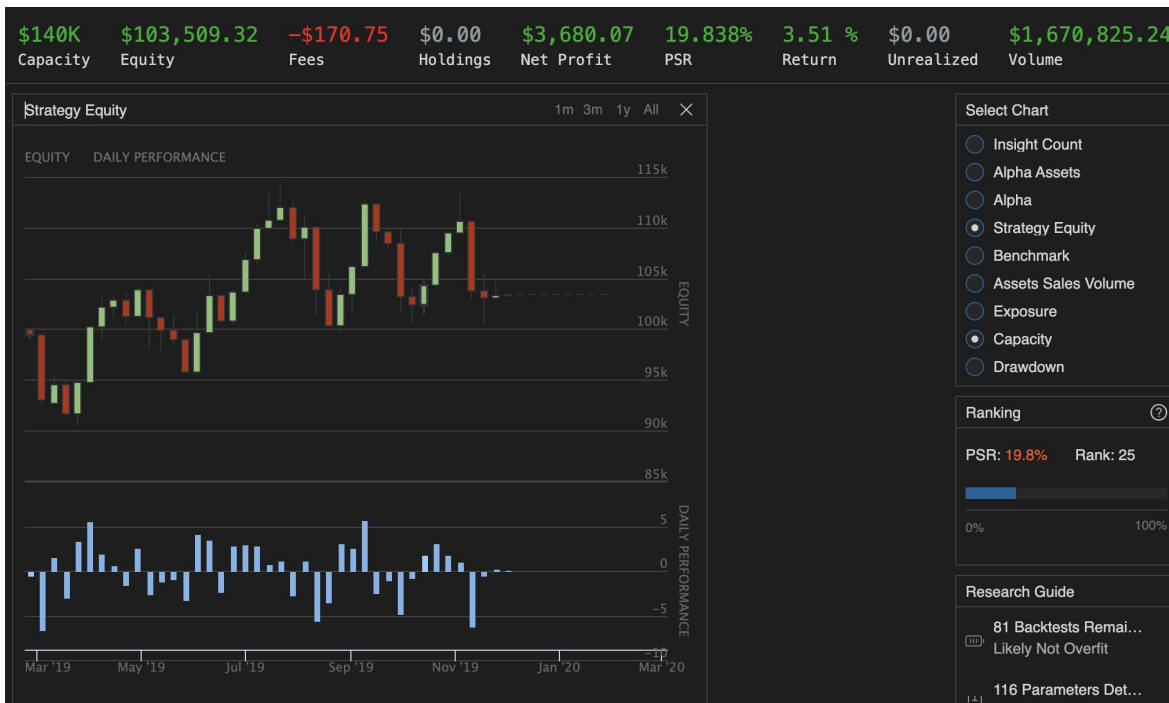 $140K $103,509.32 -$170.75 $0.00 $3,680.07 19.838% 3.51 % $0.00 $1,670,825.24
Capacity Equity Fees Holdings Net Profit PSR Return Unrealized Volume
Strategy Equity 1m 3m 1y All
EQUITY DAILY PERFORMANCE
115k
110k
105k
100k
95k
90k
85k
EQUITY
5
0
-5
-10
DAILY PERFORMANCE
Mar '19 May '19 Jul '19 Sep '19 Nov '19 Jan '20 Mar '20
Select Chart
Insight Count
Alpha Assets
Alpha
Strategy Equity
Benchmark
Assets Sales Volume
Exposure
Capacity
Drawdown
Ranking ?
PSR: 19.8% Rank: 25
0% 100%
Research Guide
81 Backtests Remai...
Likely Not Overfit
116 Parameters Det...